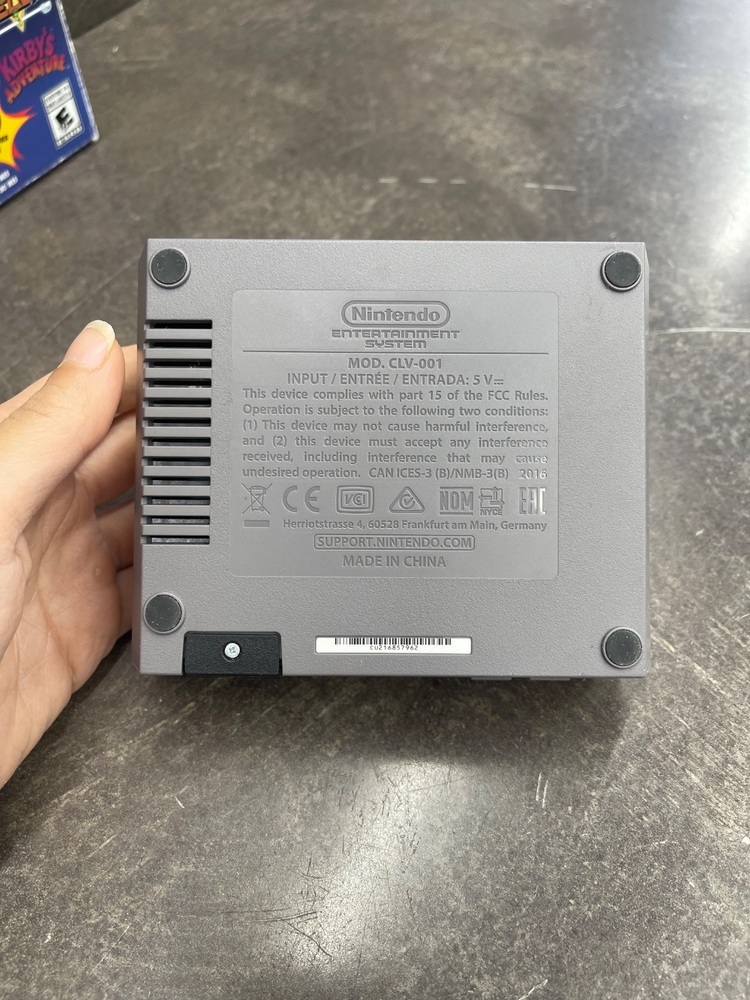 KIRBY'S
ADVENTURE
E
Nintendo
ENTERTAINMENT
SYSTEM
MOD. CLV-001
INPUT / ENTRÉE / ENTRADA: 5 V⎓
This device complies with part 15 of the FCC Rules.
Operation is subject to the following two conditions:
(1) This device may not cause harmful interference,
and (2) this device must accept any interference
received, including interference that may cause
undesired operation. CAN ICES-3 (B)/NMB-3(B) 2016
CE VCI NOM NYCE EAC
Herriotstrasse 4, 60528 Frankfurt am Main, Germany
SUPPORT.NINTENDO.COM
MADE IN CHINA
CU216857962